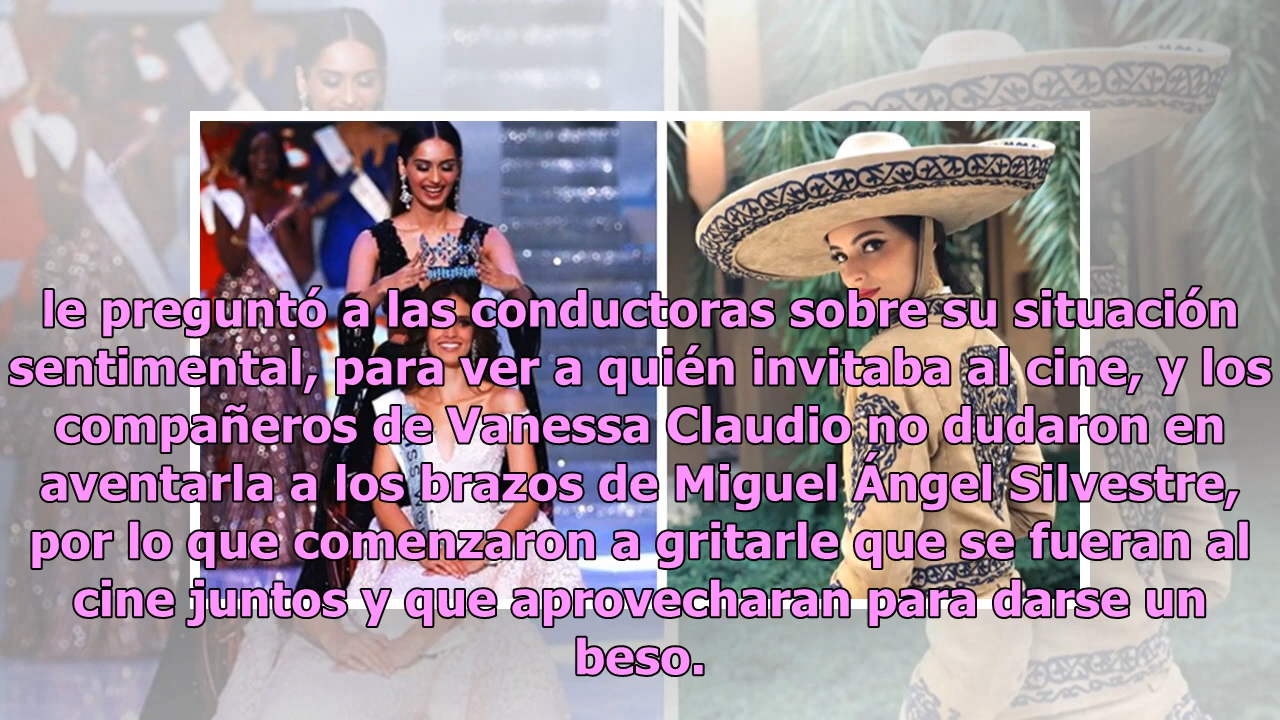 le preguntó a las conductoras sobre su situación
sentimental, para ver a quién invitaba al cine, y los
compañeros de Vanessa Claudio no dudaron en
aventarla a los brazos de Miguel Ángel Silvestre,
por lo que comenzaron a gritarle que se fueran al
cine juntos y que aprovecharan para darse un
beso.